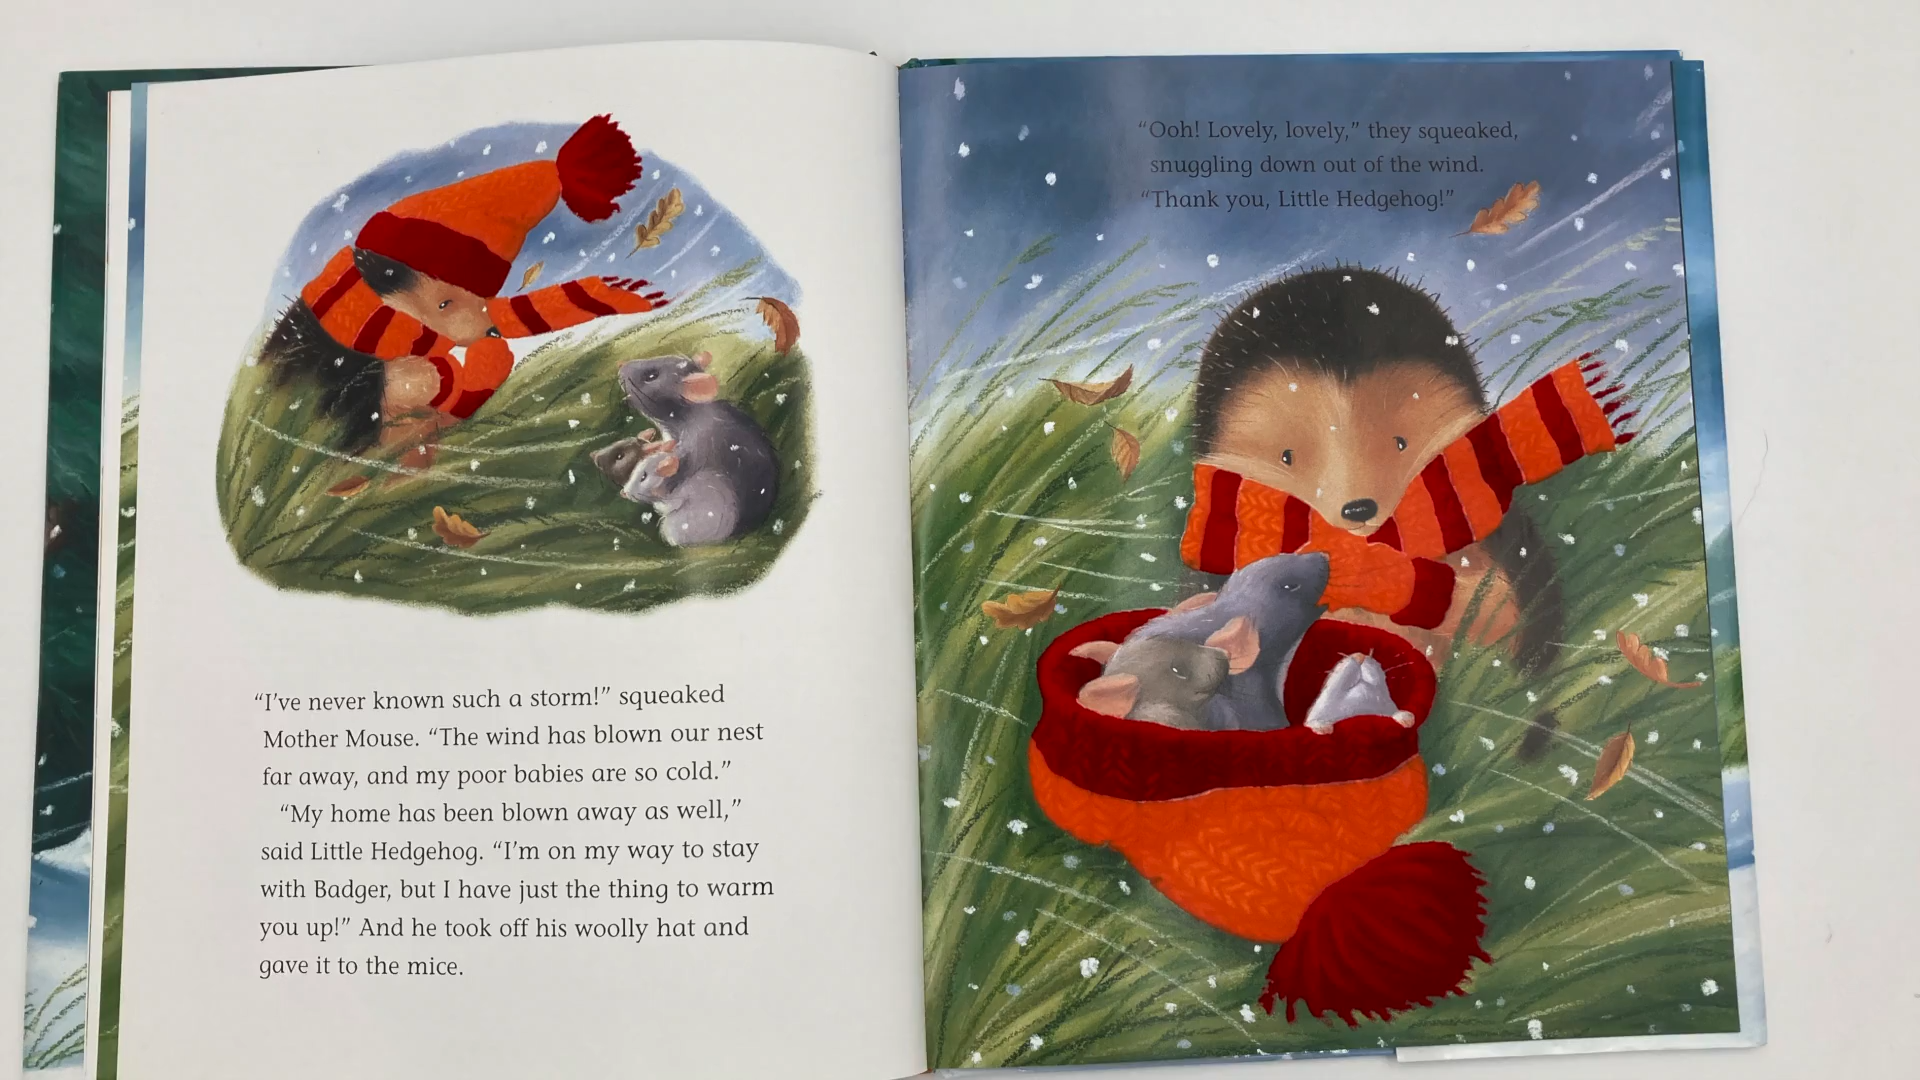 “I’ve never known such a storm!” squeaked
Mother Mouse. “The wind has blown our nest
far away, and my poor babies are so cold.”
“My home has been blown away as well,”
said Little Hedgehog. “I’m on my way to stay
with Badger, but I have just the thing to warm
you up!” And he took off his woolly hat and
gave it to the mice.
“Ooh! Lovely, lovely,” they squeaked,
snuggling down out of the wind.
“Thank you, Little Hedgehog!”